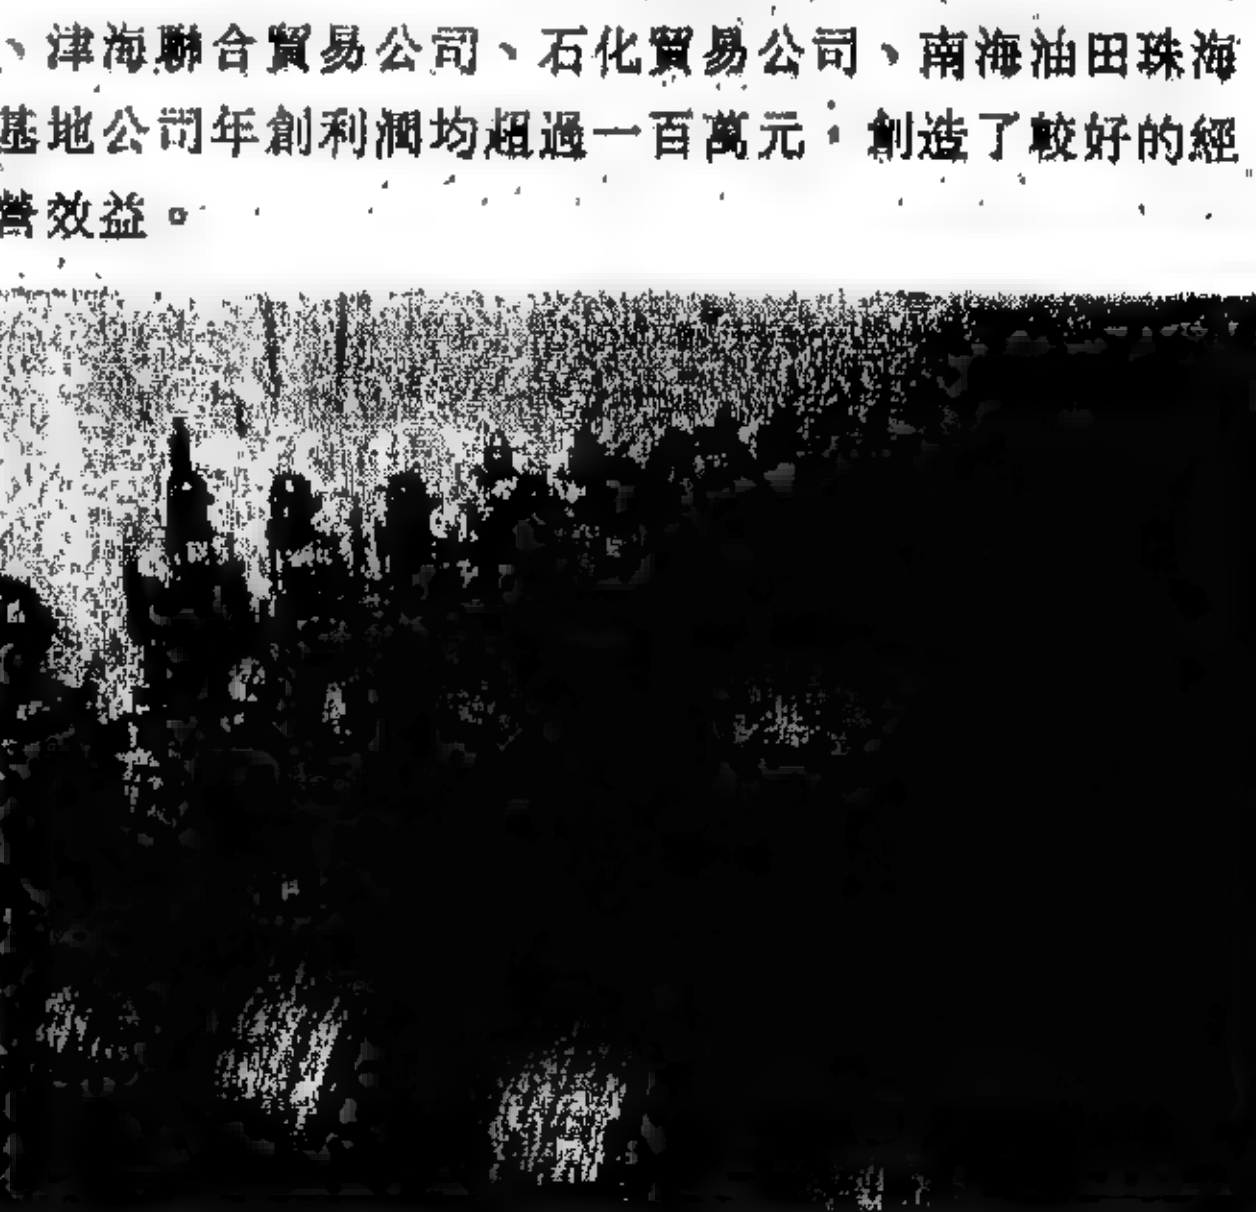 、津海聯合貿易公司、石化貿易公司、南海油田珠海
基地公司年創利潤均超過一百萬元，創造了較好的經
營效益。